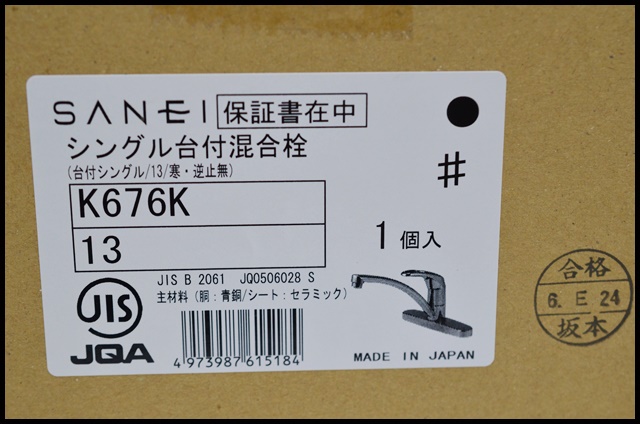 SANEI 保証書在中
シングル台付混合栓
(台付シングル/13/寒・逆止無)
K676K
13
#
1個入
JIS B 2061 JQ0506028 S
主材料(胴:青銅/シート:セラミック)
JIS
JQA
4973987615184
MADE IN JAPAN
合格
6. E 24
坂本